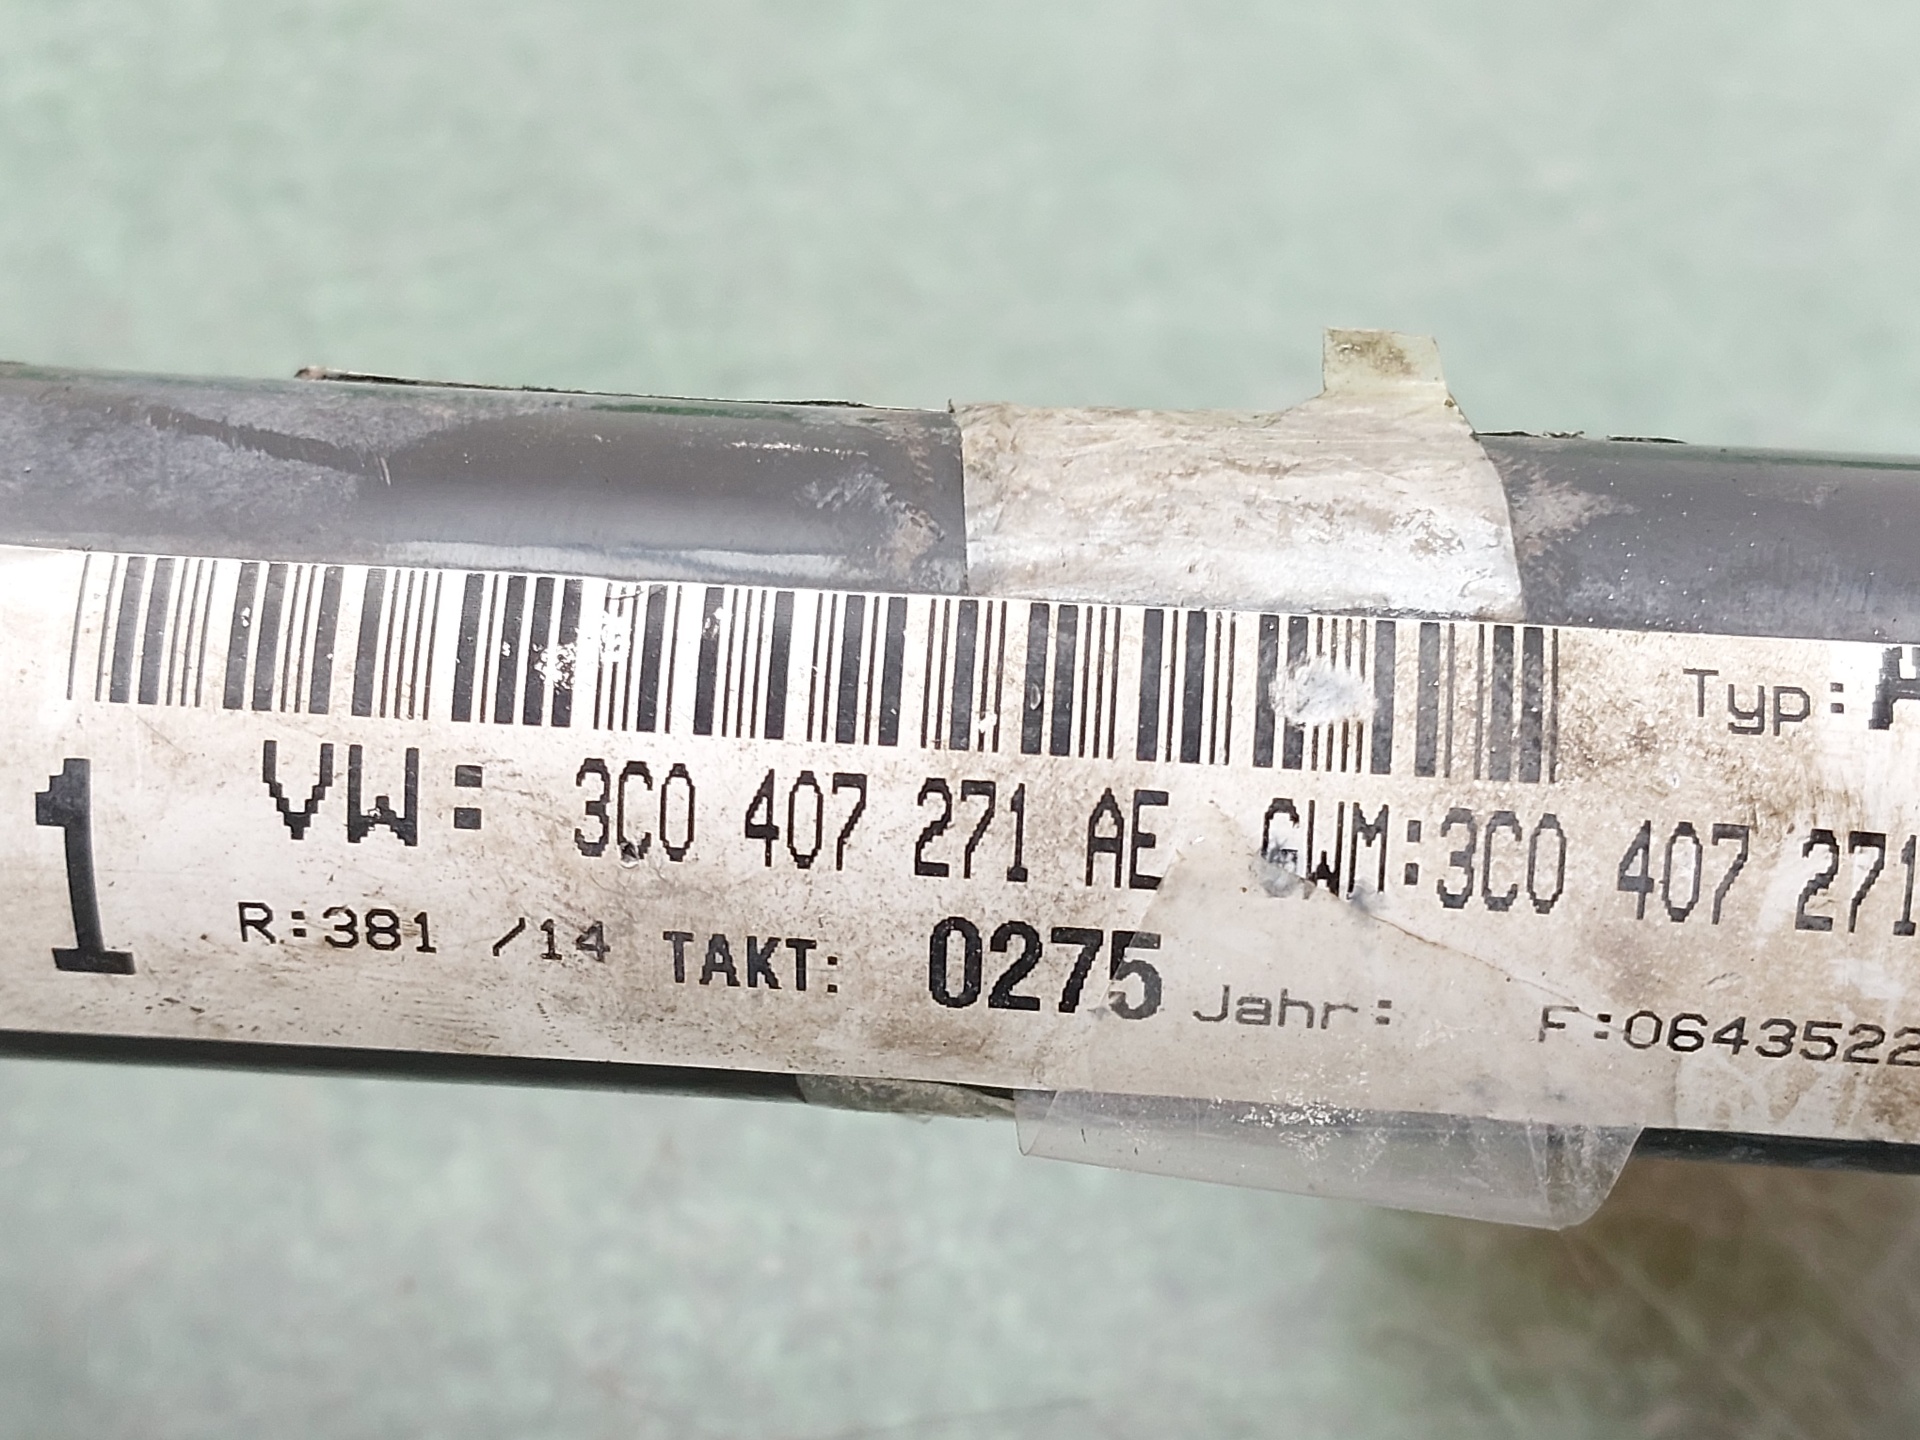 Typ:
1
VW: 3C0 407 271 AE GWM:3C0 407 271
R:381 /14 TAKT: 0275 Jahr: F:0643522